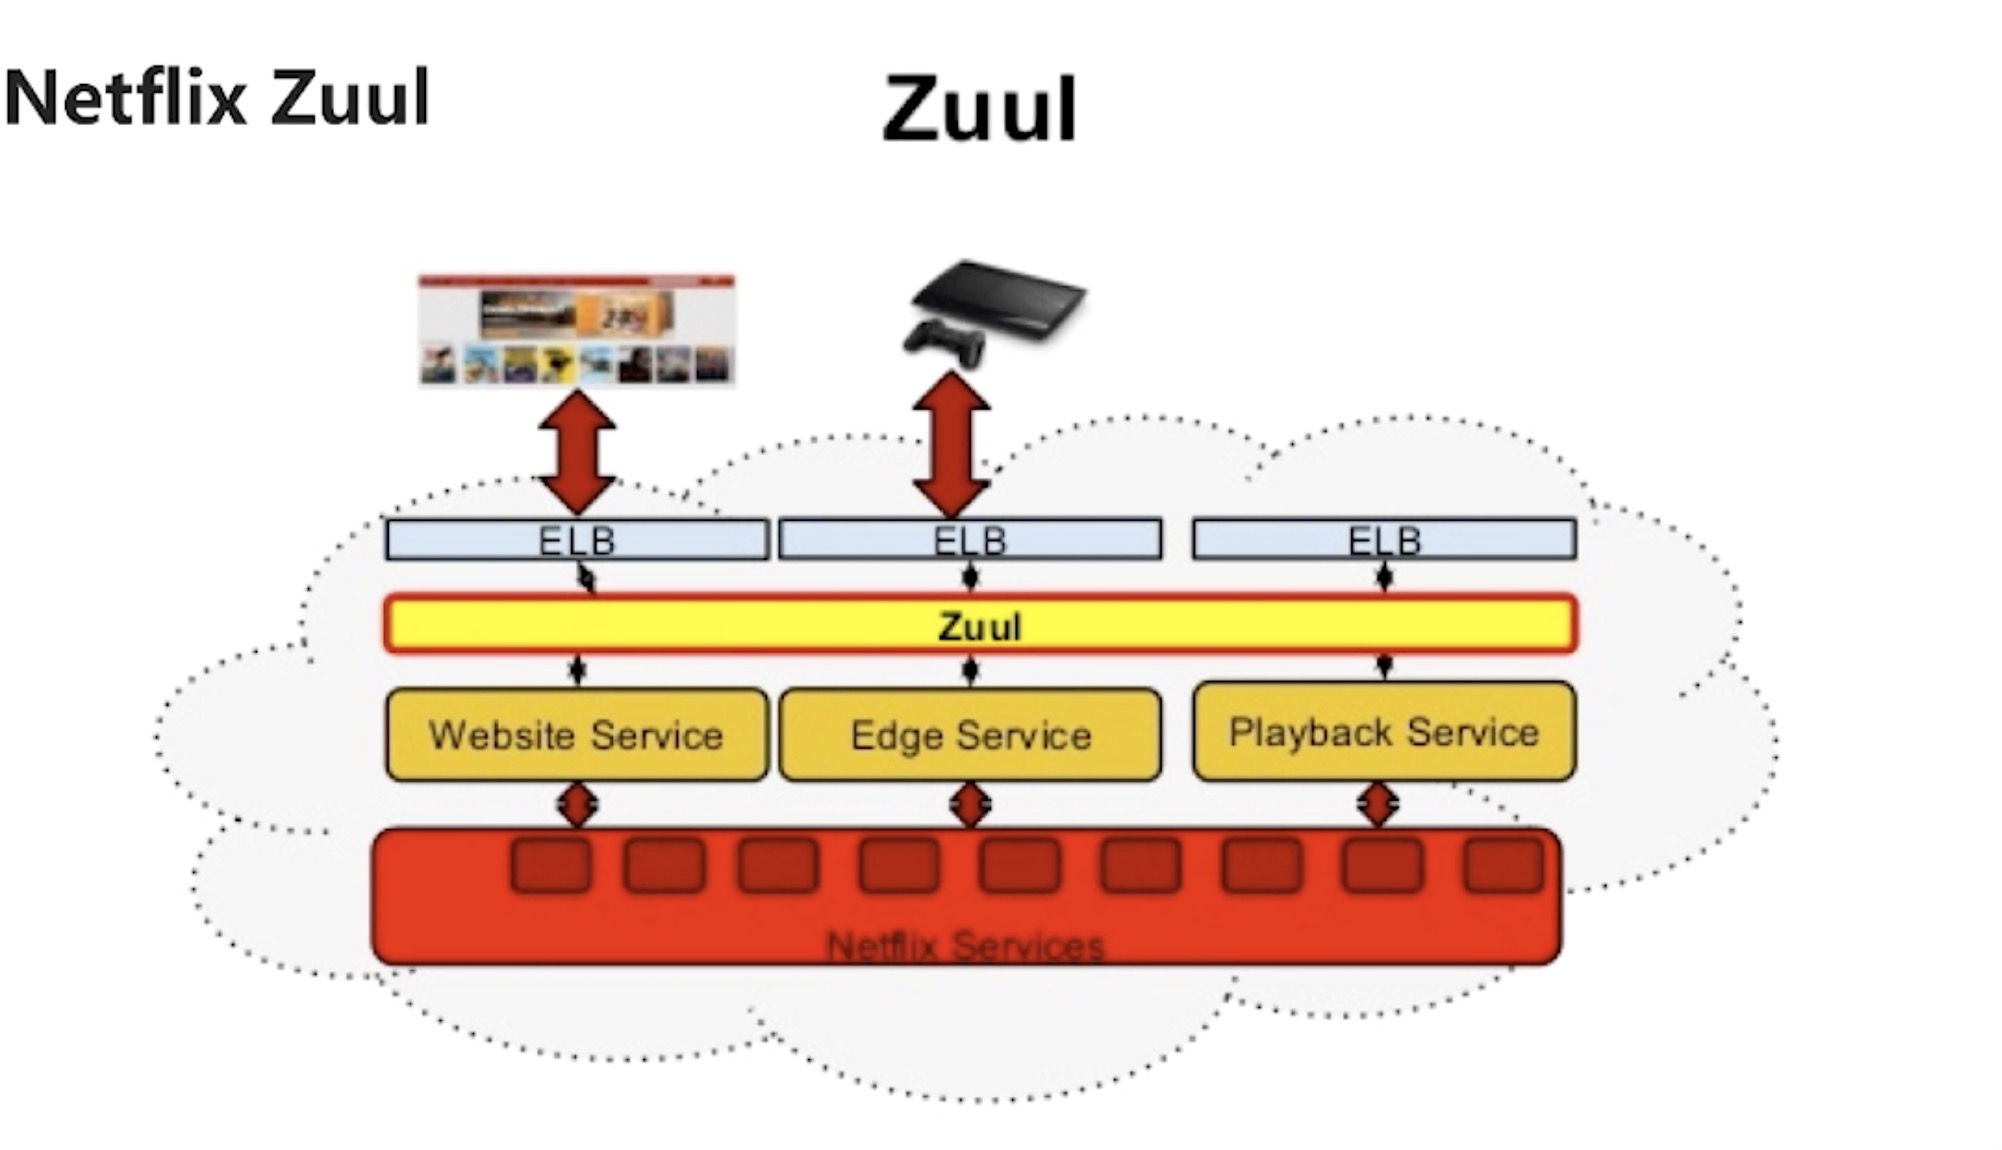 Netflix Zuul
Zuul
ELB
ELB
ELB
Zuul
Website Service
Edge Service
Playback Service
Netflix Services